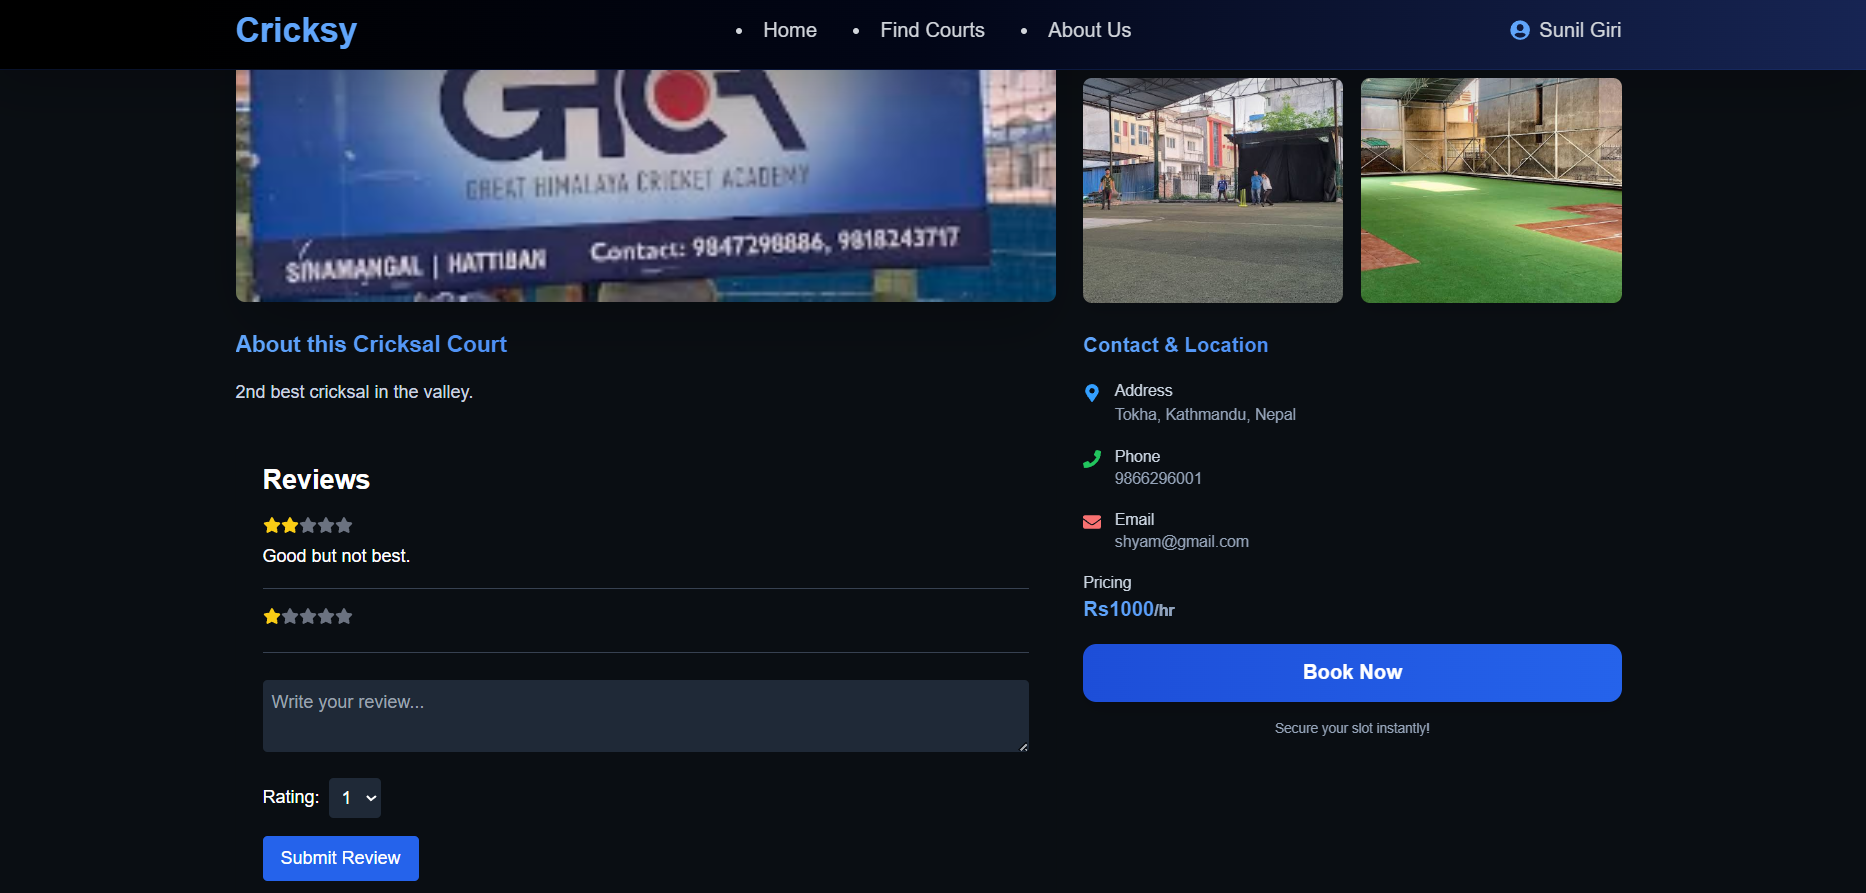 Cricksy
Home
Find Courts
About Us
Sunil Giri
GHCA
GREAT HIMALAYA CRICKET ACADEMY
SINAMANGAL | HATTIBAN
Contact: 9847298886, 9818243717
About this Cricksal Court
2nd best cricksal in the valley.
Reviews
Good but not best.
Write your review...
Rating: 1
Submit Review
Contact & Location
Address
Tokha, Kathmandu, Nepal
Phone
9866296001
Email
shyam@gmail.com
Pricing
Rs1000/hr
Book Now
Secure your slot instantly!